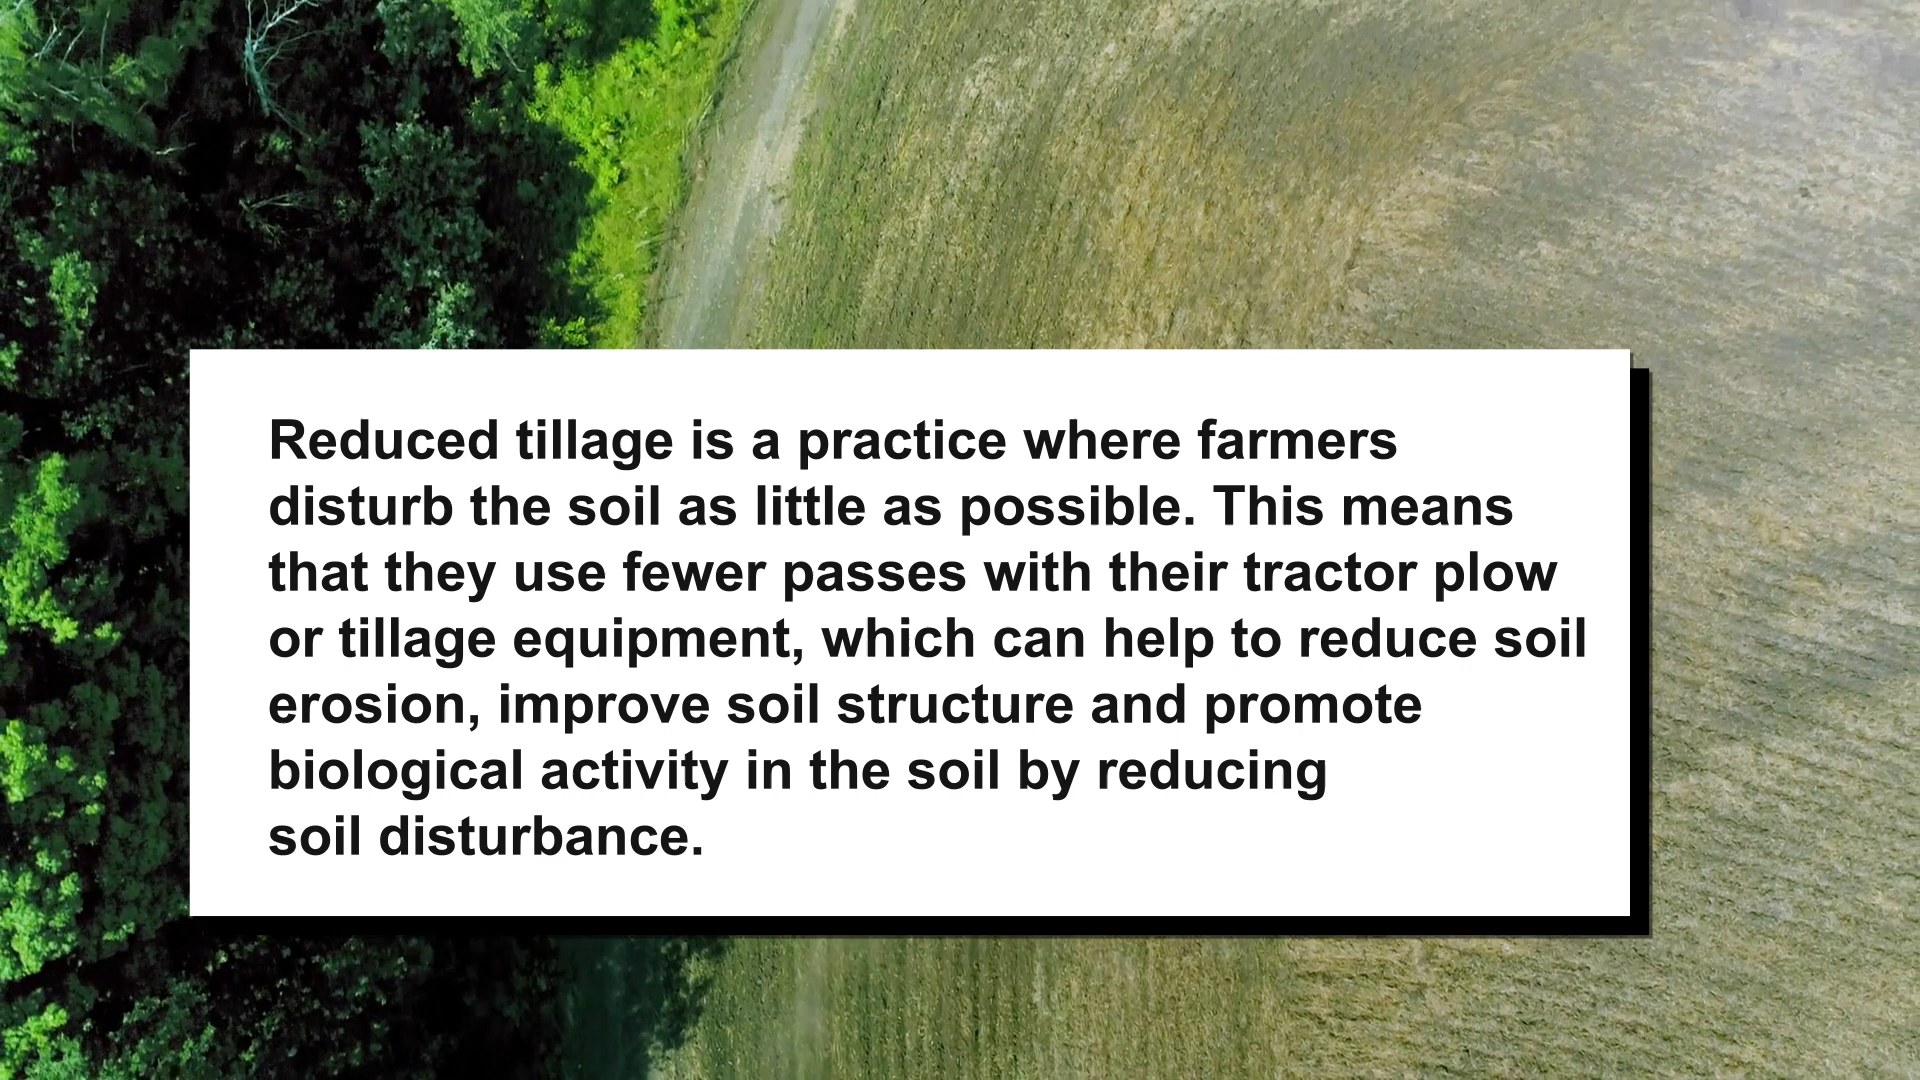 Reduced tillage is a practice where farmers
disturb the soil as little as possible. This means
that they use fewer passes with their tractor plow
or tillage equipment, which can help to reduce soil
erosion, improve soil structure and promote
biological activity in the soil by reducing
soil disturbance.